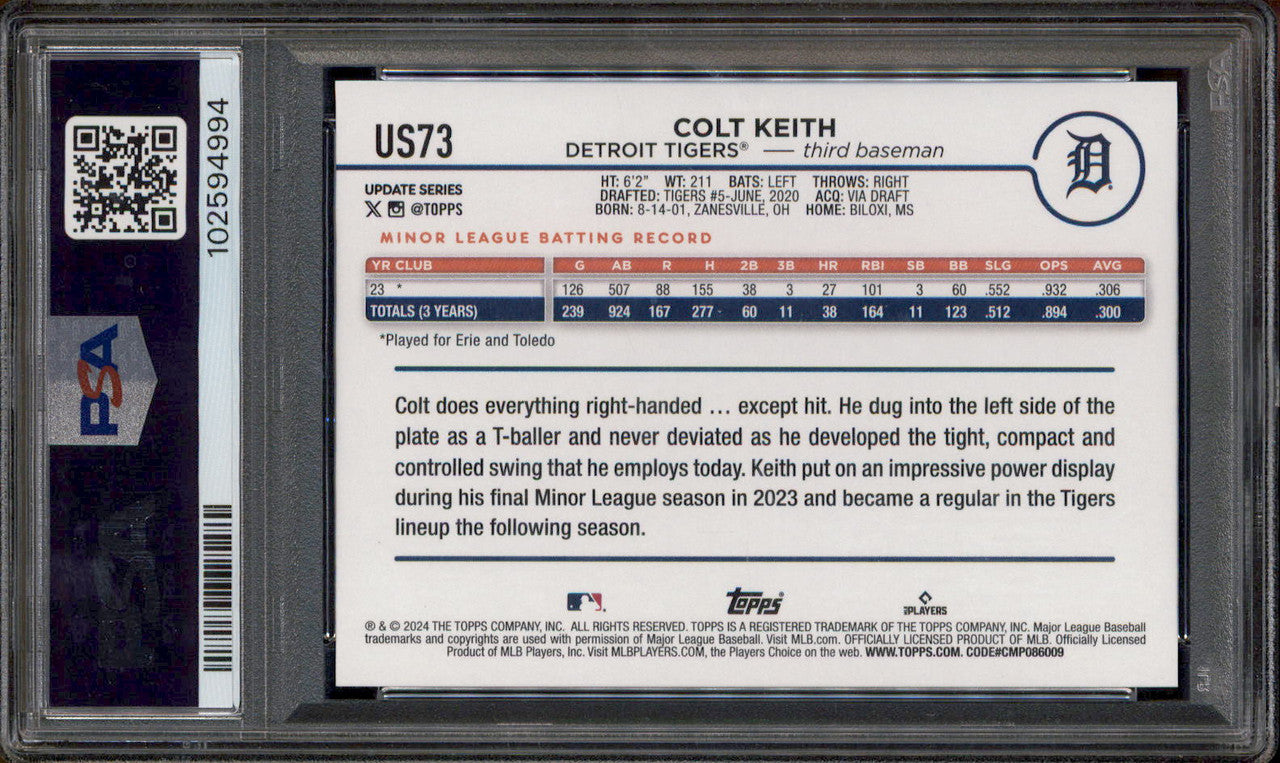 102594994
PSA
US73
COLT KEITH
DETROIT TIGERS® — third baseman
D
UPDATE SERIES
X @TOPPS
HT: 6'2" WT: 211 BATS: LEFT THROWS: RIGHT
DRAFTED: TIGERS #5-JUNE, 2020 ACQ: VIA DRAFT
BORN: 8-14-01, ZANESVILLE, OH HOME: BILOXI, MS
MINOR LEAGUE BATTING RECORD
YR CLUB G AB R H 2B 3B HR RBI SB BB SLG OPS AVG
23 * 126 507 88 155 38 3 27 101 3 60 .552 .932 .306
TOTALS (3 YEARS) 239 924 167 277 60 11 38 164 11 123 .512 .894 .300
*Played for Erie and Toledo
Colt does everything right-handed … except hit. He dug into the left side of the
plate as a T-baller and never deviated as he developed the tight, compact and
controlled swing that he employs today. Keith put on an impressive power display
during his final Minor League season in 2023 and became a regular in the Tigers
lineup the following season.
Topps
PLAYERS
® & © 2024 THE TOPPS COMPANY, INC. ALL RIGHTS RESERVED. TOPPS IS A REGISTERED TRADEMARK OF THE TOPPS COMPANY, INC. Major League Baseball
trademarks and copyrights are used with permission of Major League Baseball. Visit MLB.com. OFFICIALLY LICENSED PRODUCT OF MLB. Officially Licensed
Product of MLB Players, Inc. Visit MLBPLAYERS.COM, the Players Choice on the web. WWW.TOPPS.COM. CODE#CMP086009